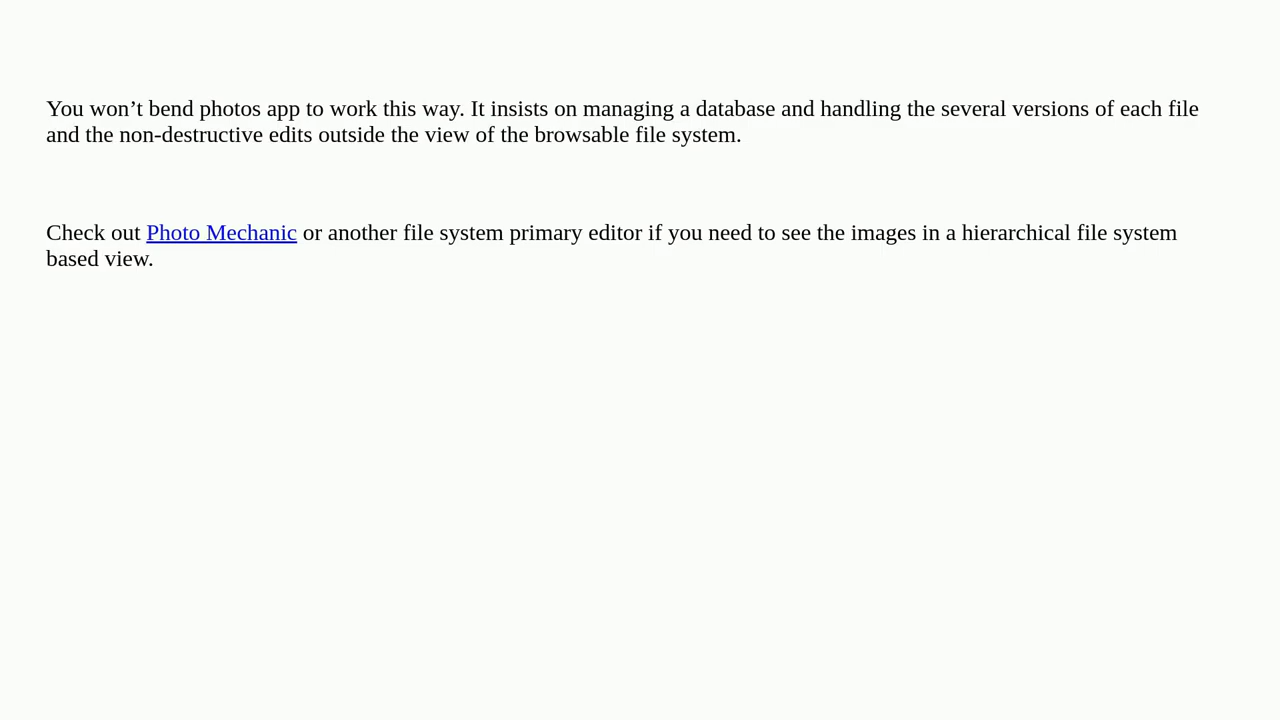 You won’t bend photos app to work this way. It insists on managing a database and handling the several versions of each file
and the non-destructive edits outside the view of the browsable file system.
Check out Photo Mechanic or another file system primary editor if you need to see the images in a hierarchical file system
based view.